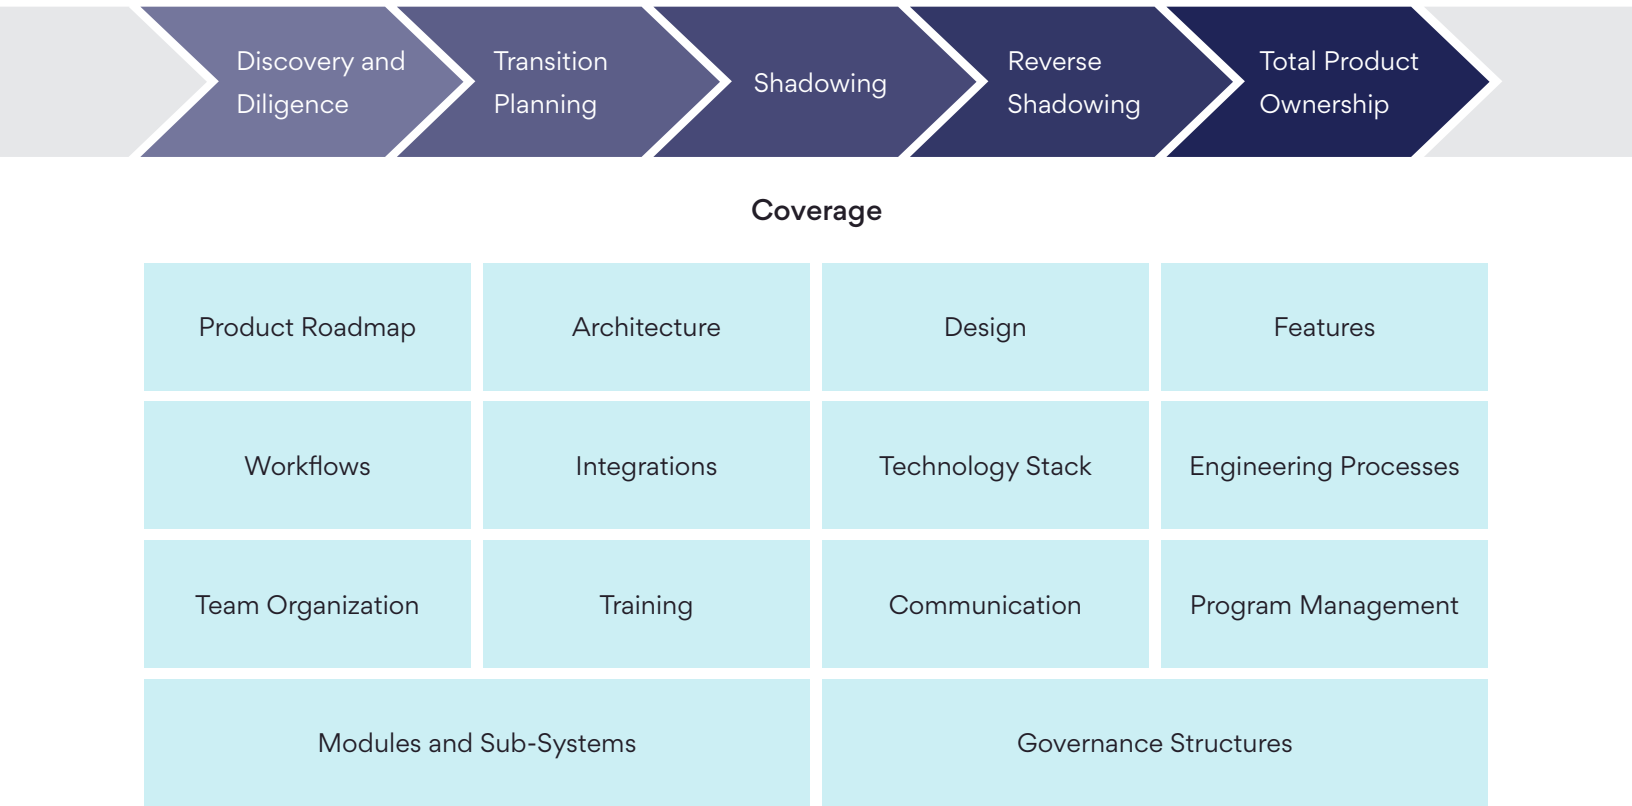 Discovery and
Diligence
Transition
Planning
Shadowing
Reverse
Shadowing
Total Product
Ownership
Coverage
Product Roadmap
Architecture
Design
Features
Workflows
Integrations
Technology Stack
Engineering Processes
Team Organization
Training
Communication
Program Management
Modules and Sub-Systems
Governance Structures